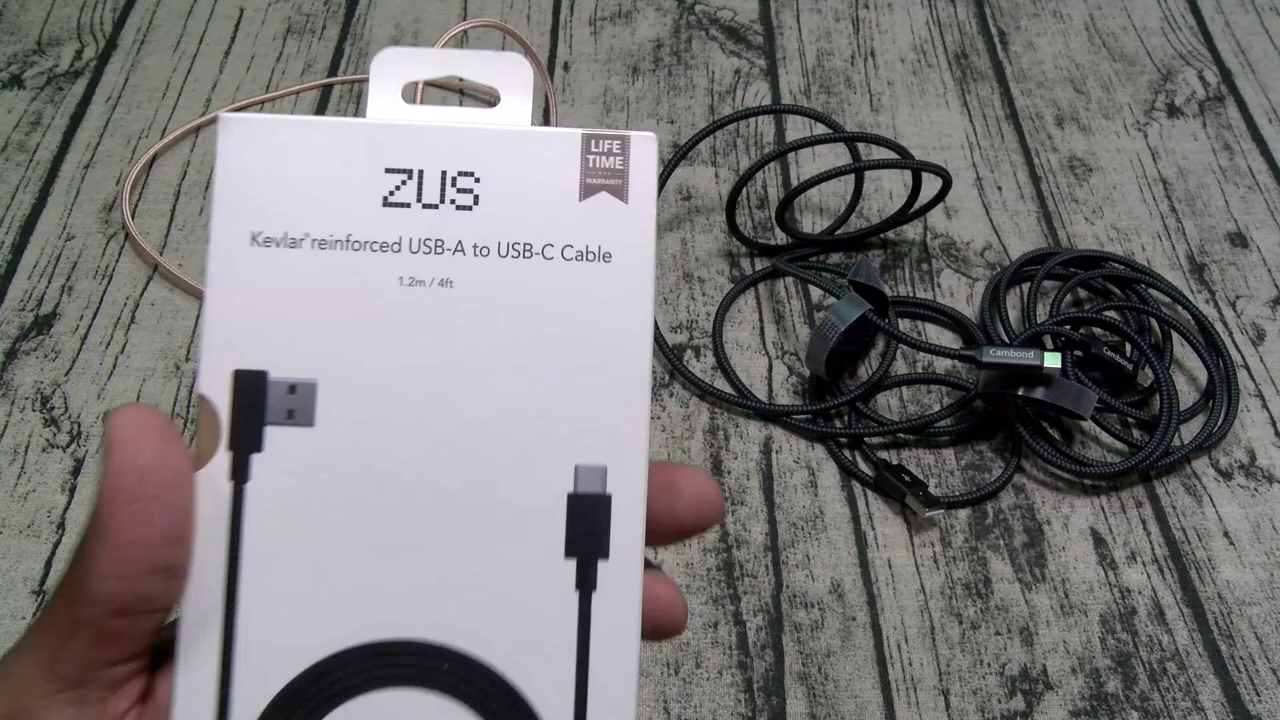 ZUS
LIFE
TIME
WARRANTY
Kevlar® reinforced USB-A to USB-C Cable
1.2m / 4ft
Cambond
Cambond